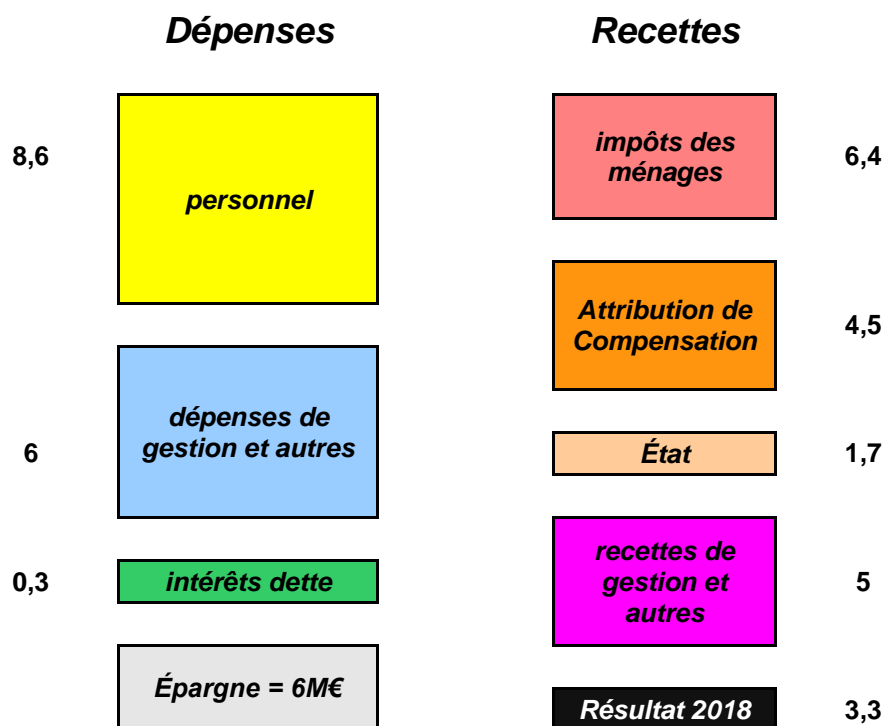 Dépenses
Recettes
8,6
personnel
6
dépenses de
gestion et autres
0,3
intérêts dette
Épargne = 6M€
impôts des
ménages
6,4
Attribution de
Compensation
4,5
État
1,7
recettes de
gestion et
autres
5
Résultat 2018
3,3